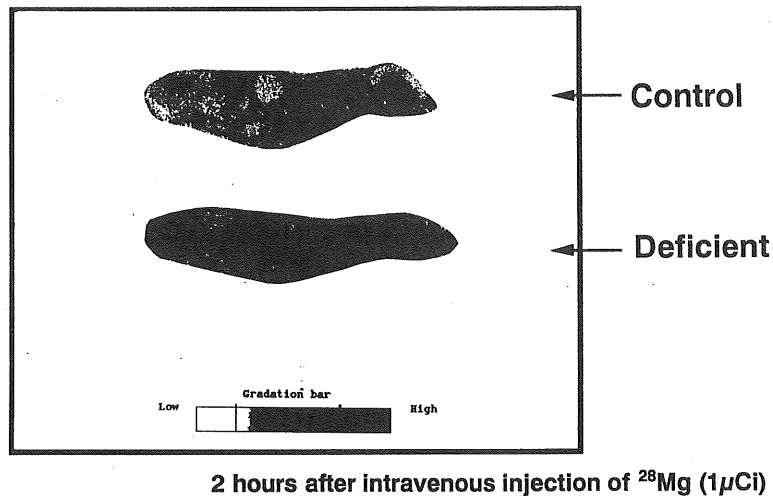 Control
Deficient
Gradation bar
Low
High
2 hours after intravenous injection of ²⁸Mg (1μCi)